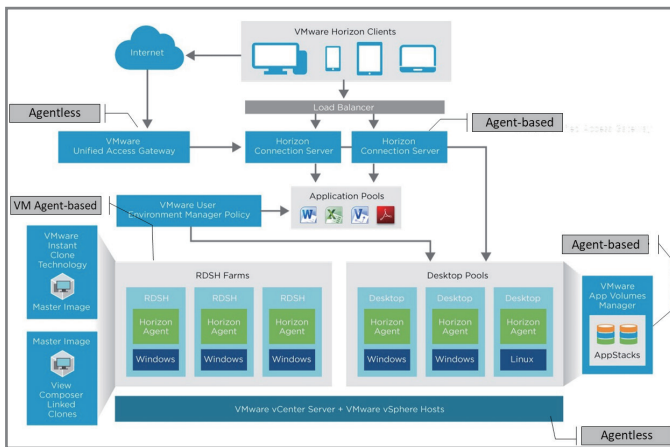 VMware Horizon Clients
Internet
Agentless
Load Balancer
Agent-based
VMware
Unified Access Gateway
Horizon
Connection Server
Horizon
Connection Server
Application Pools
VM Agent-based
VMware User
Environment Manager Policy
VMware
Instant
Clone
Technology
Master Image
Master Image
View
Composer
Linked
Clones
RDSH Farms
RDSH
Horizon
Agent
Windows
RDSH
Horizon
Agent
Windows
RDSH
Horizon
Agent
Windows
Desktop Pools
Desktop
Horizon
Agent
Windows
Desktop
Horizon
Agent
Windows
Desktop
Horizon
Agent
Linux
Agent-based
VMware
App Volumes
Manager
AppStacks
VMware vCenter Server + VMware vSphere Hosts
Agentless